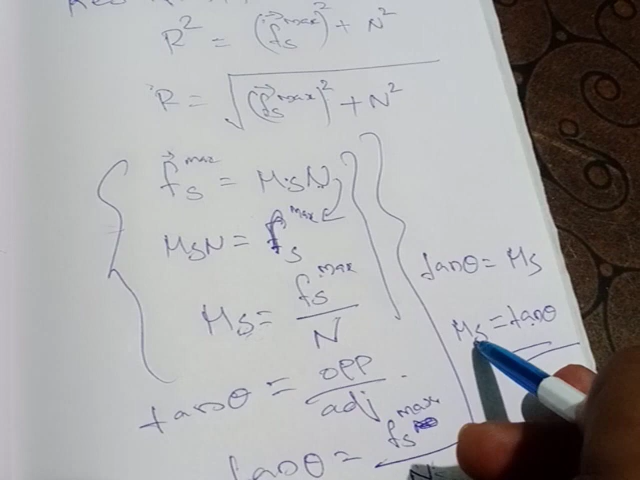 R² = (f⃗s^max)² + N²
R = √((f⃗s^max)² + N²)
f⃗s^max = μsN
μsN = fs^max
μs = fs^max / N
tanθ = opp / adj
tanθ = fs^max / N
tanθ = μs
μs = tanθ